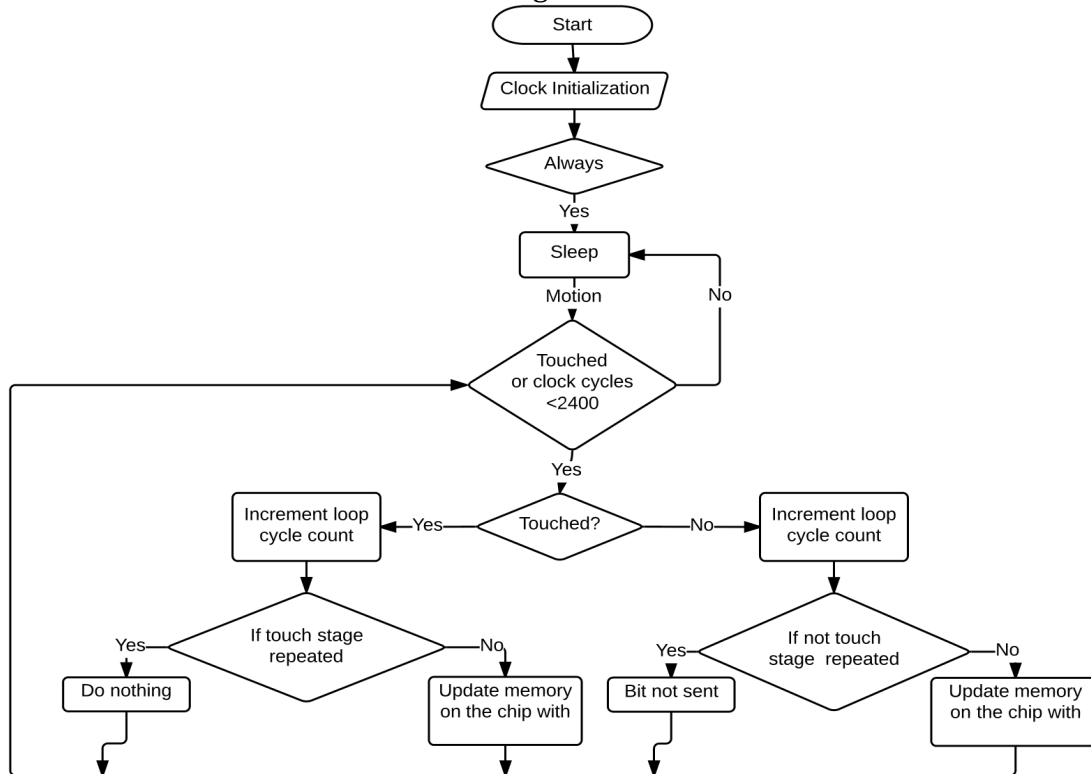 Start
Clock Initialization
Always
Yes
Sleep
Motion
No
Touched
or clock cycles
<2400
Yes
Increment loop
cycle count
Yes
Touched?
No
Increment loop
cycle count
If touch stage
repeated
Yes
No
If not touch
stage repeated
Yes
No
Do nothing
Update memory
on the chip with
Bit not sent
Update memory
on the chip with